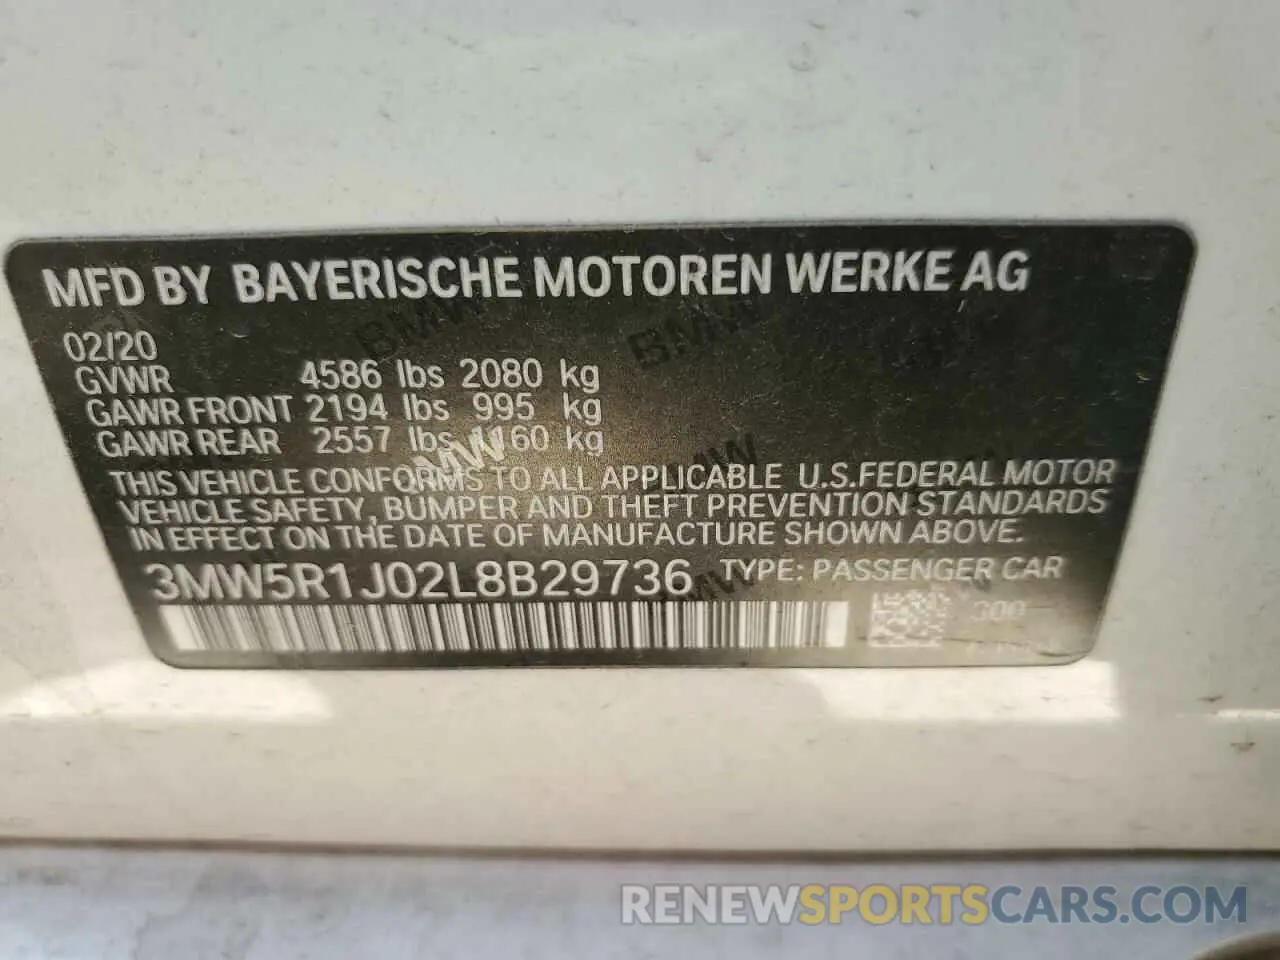 MFD BY BAYERISCHE MOTOREN WERKE AG
02/20
GVWR 4586 lbs 2080 kg
GAWR FRONT 2194 lbs 995 kg
GAWR REAR 2557 lbs 1160 kg
THIS VEHICLE CONFORMS TO ALL APPLICABLE U.S.FEDERAL MOTOR
VEHICLE SAFETY, BUMPER AND THEFT PREVENTION STANDARDS
IN EFFECT ON THE DATE OF MANUFACTURE SHOWN ABOVE.
3MW5R1J02L8B29736 TYPE: PASSENGER CAR
300
RENEWSPORTSCARS.COM